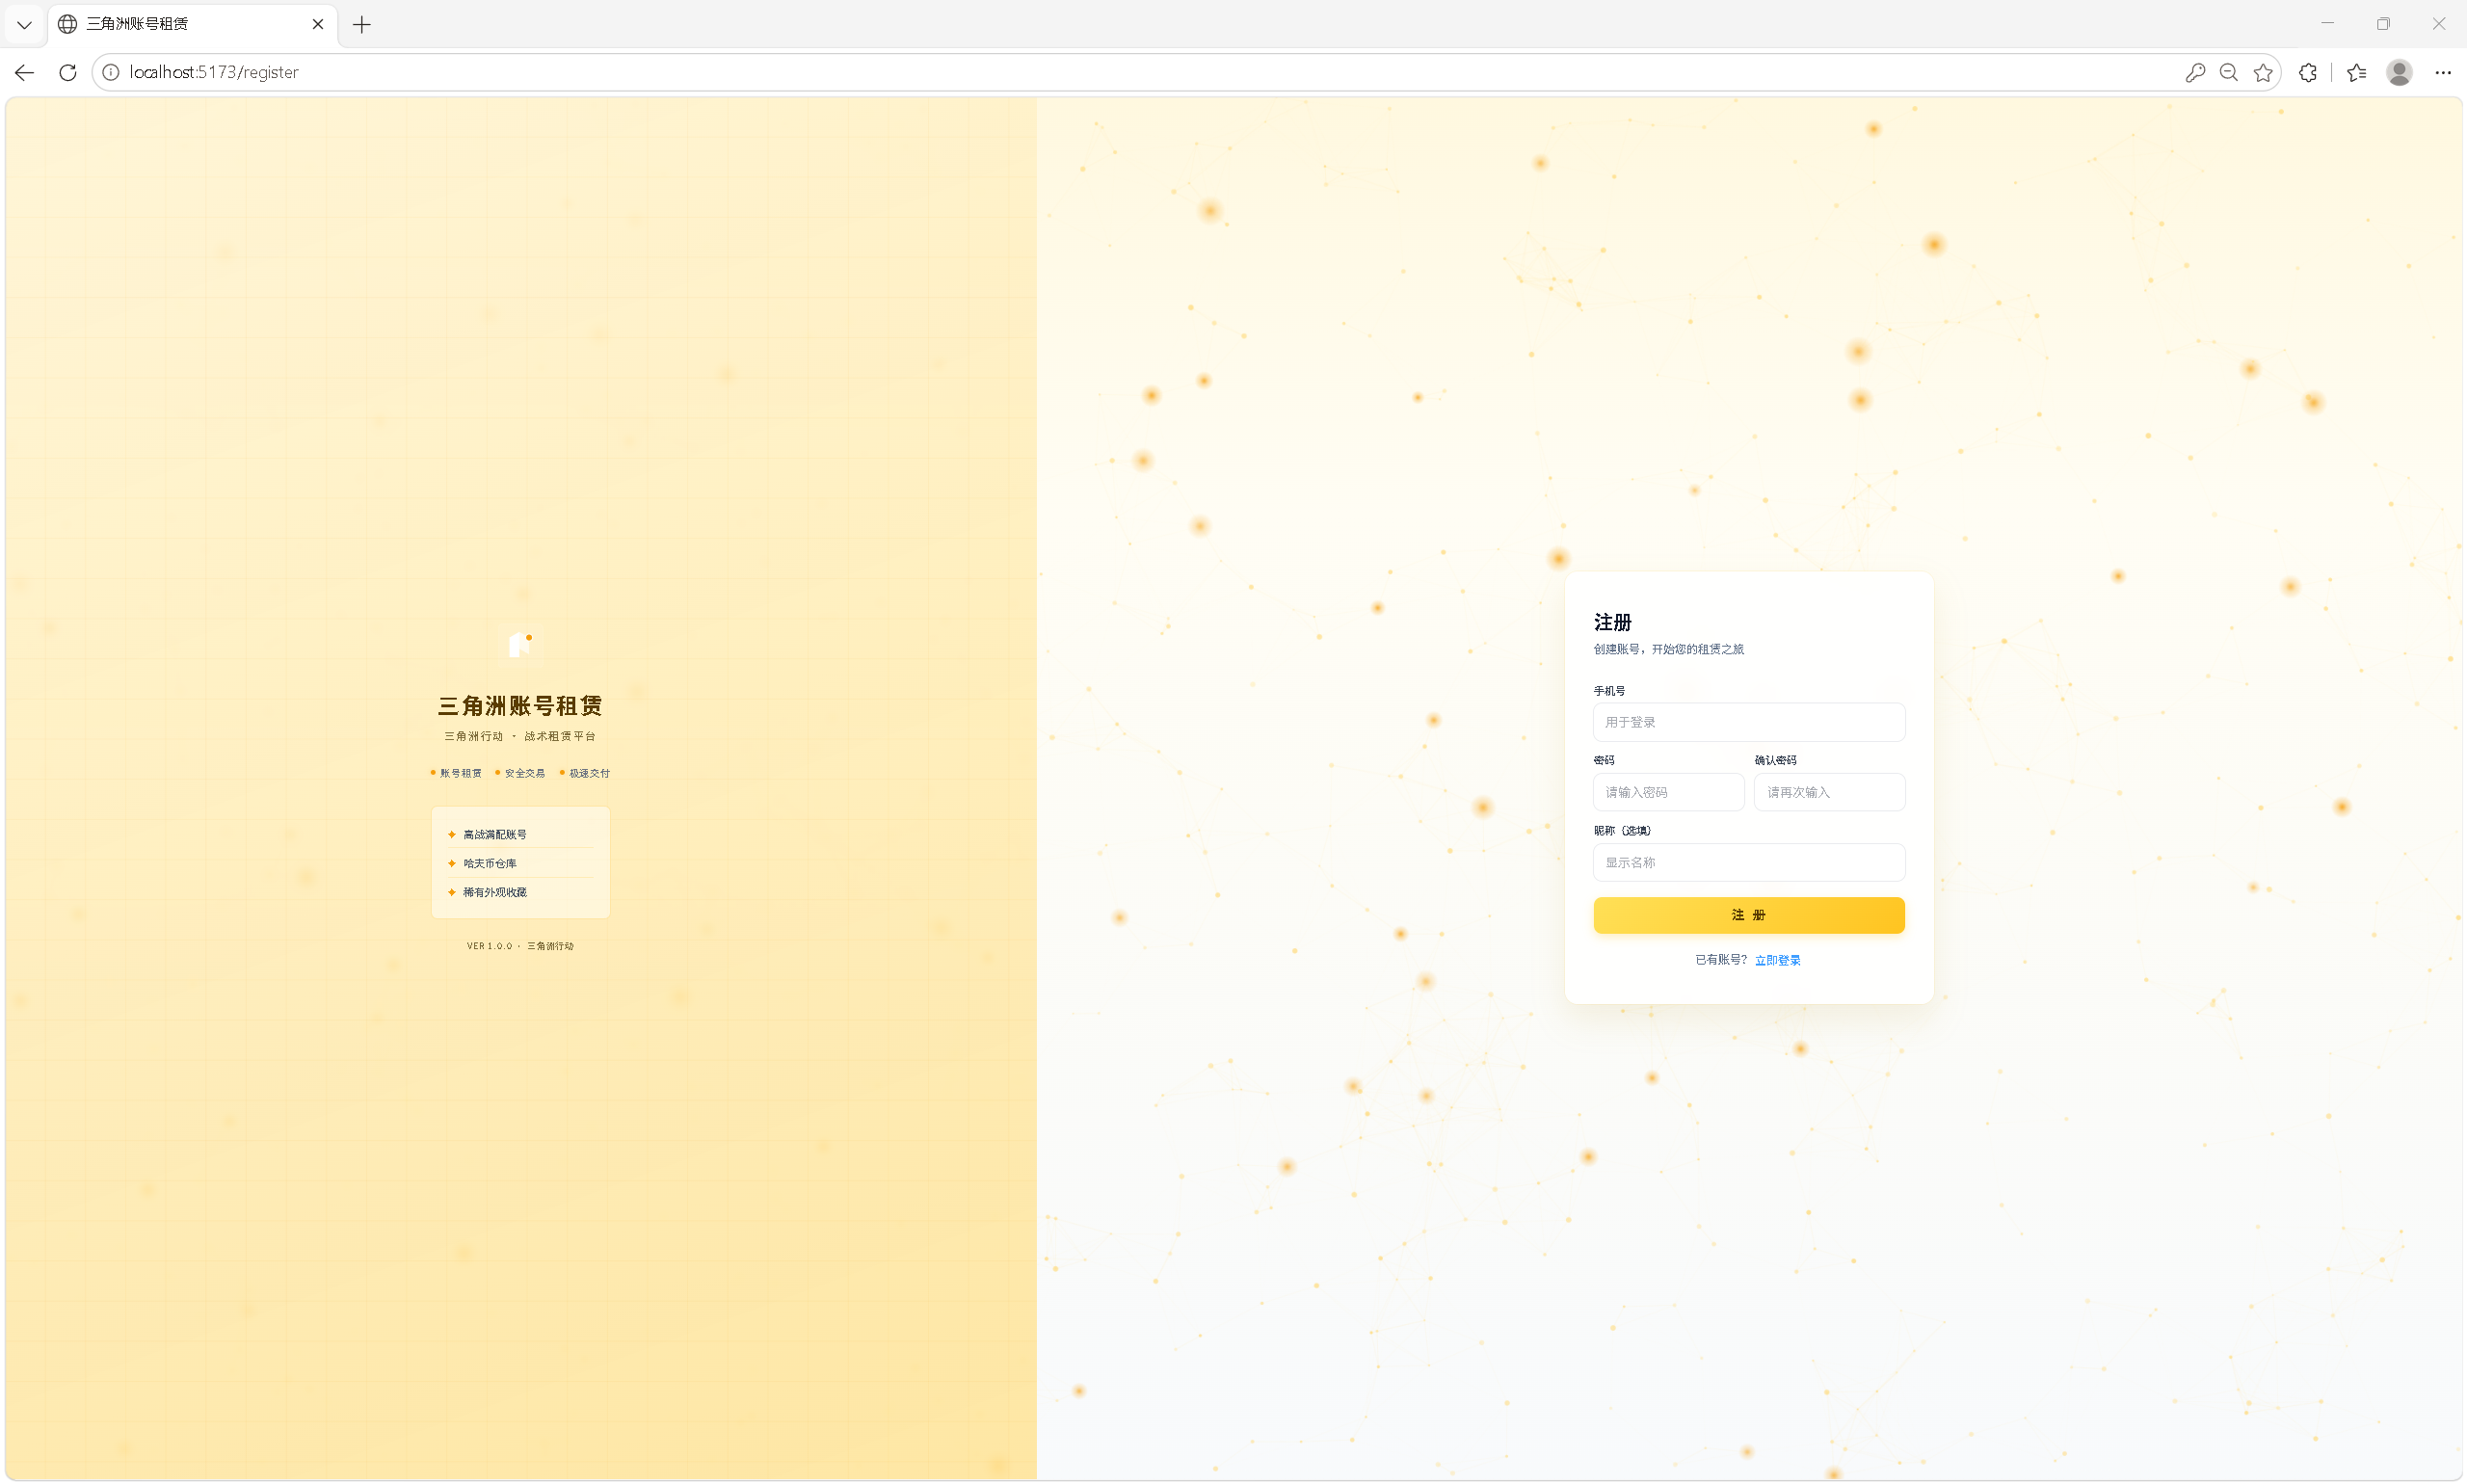 三角洲账号租赁
localhost:5173/register
三角洲账号租赁
三角洲行动 · 战术租赁平台
账号租赁 安全交易 极速交付
高战满配账号
哈夫币仓库
稀有外观收藏
VER 1.0.0 · 三角洲行动
注册
创建账号，开始您的租赁之旅
手机号
用于登录
密码 确认密码
请输入密码 请再次输入
昵称（选填）
显示名称
注 册
已有账号？ 立即登录